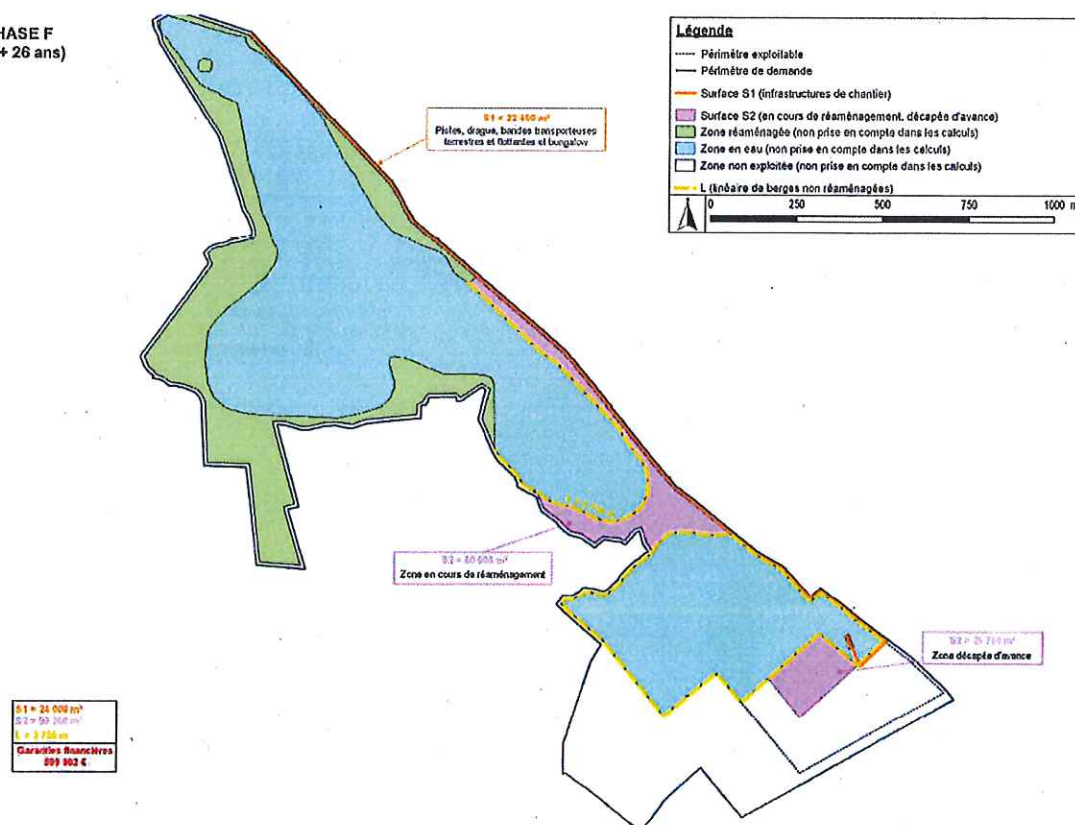 HASE F
+ 26 ans)
Légende
Périmètre exploitable
Périmètre de demande
Surface S1 (infrastructures de chantier)
Surface S2 (en cours de réaménagement, décapée d'avance)
Zone réaménagée (non prise en compte dans les calculs)
Zone en eau (non prise en compte dans les calculs)
Zone non exploitée (non prise en compte dans les calculs)
L (linéaire de berges non réaménagées)
0 250 500 750 1000 m
Pistes, drague, bandes transporteuses
terrestres et flottantes et bungalow
Zone en cours de réaménagement
Zone décapée d'avance
Garanties financières